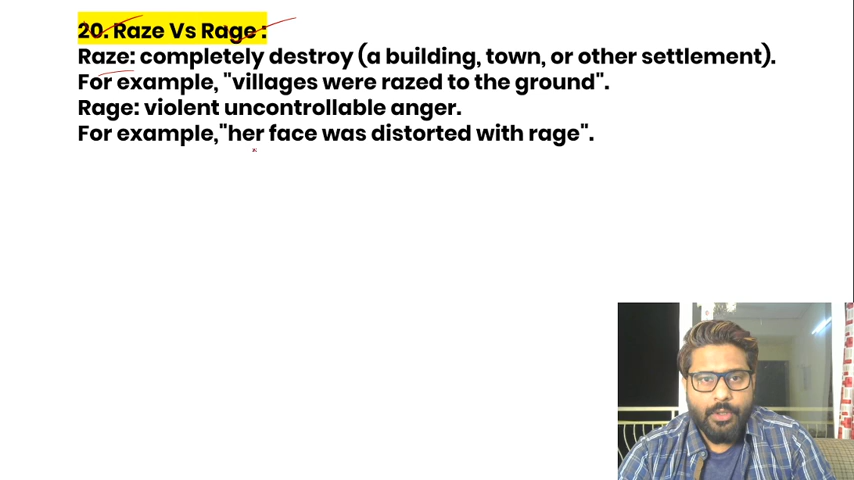 20. Raze Vs Rage :
Raze: completely destroy (a building, town, or other settlement).
For example, "villages were razed to the ground".
Rage: violent uncontrollable anger.
For example,"her face was distorted with rage".